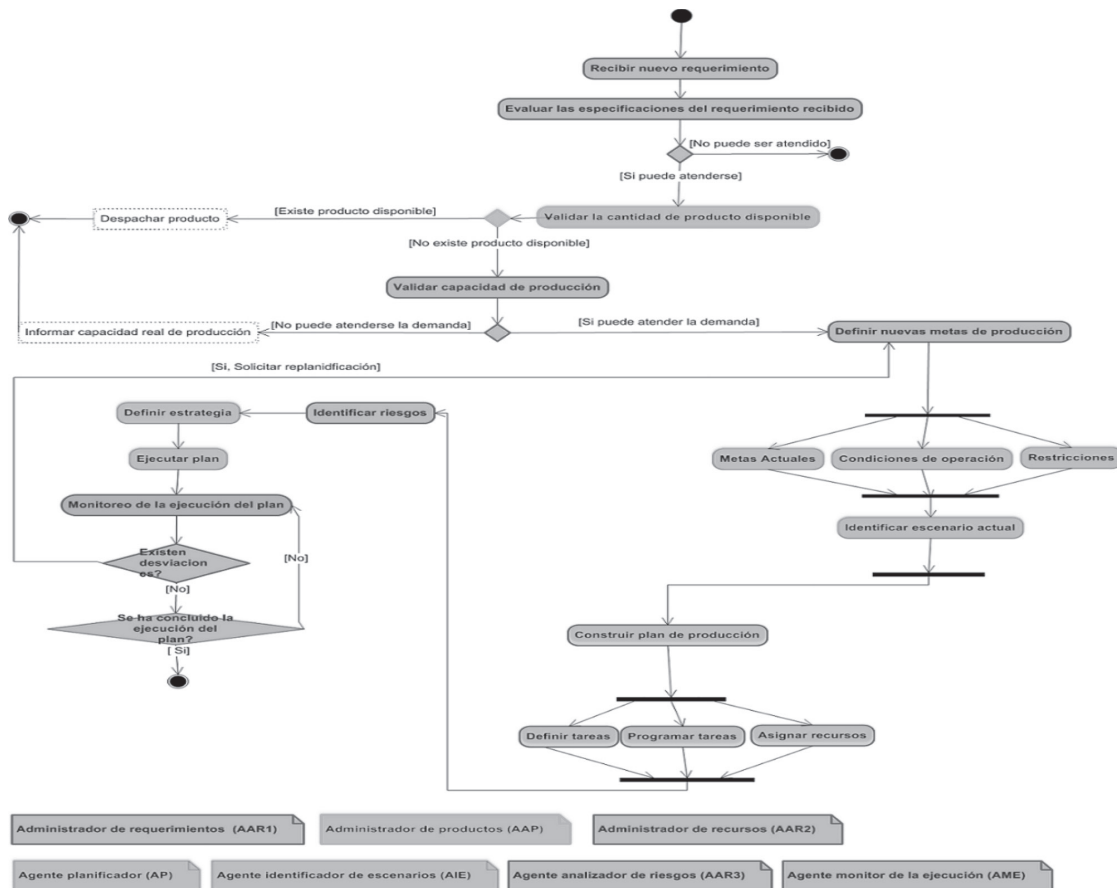 Recibir nuevo requerimiento
Evaluar las especificaciones del requerimiento recibido
[No puede ser atendido]
[Si puede atenderse]
Despachar producto
[Existe producto disponible]
Validar la cantidad de producto disponible
[No existe producto disponible]
Validar capacidad de producción
Informar capacidad real de producción
[No puede atenderse la demanda]
[Si puede atender la demanda]
Definir nuevas metas de producción
[Si, Solicitar replanidficación]
Definir estrategia
Identificar riesgos
Ejecutar plan
Metas Actuales
Condiciones de operación
Restricciones
Monitoreo de la ejecución del plan
Identificar escenario actual
Existen
desviacion
es?
[No]
[No]
Se ha concluido la
ejecución del
plan?
[ Si]
Construir plan de producción
Definir tareas
Programar tareas
Asignar recursos
Administrador de requerimientos (AAR1)
Administrador de productos (AAP)
Administrador de recursos (AAR2)
Agente planificador (AP)
Agente identificador de escenarios (AIE)
Agente analizador de riesgos (AAR3)
Agente monitor de la ejecución (AME)